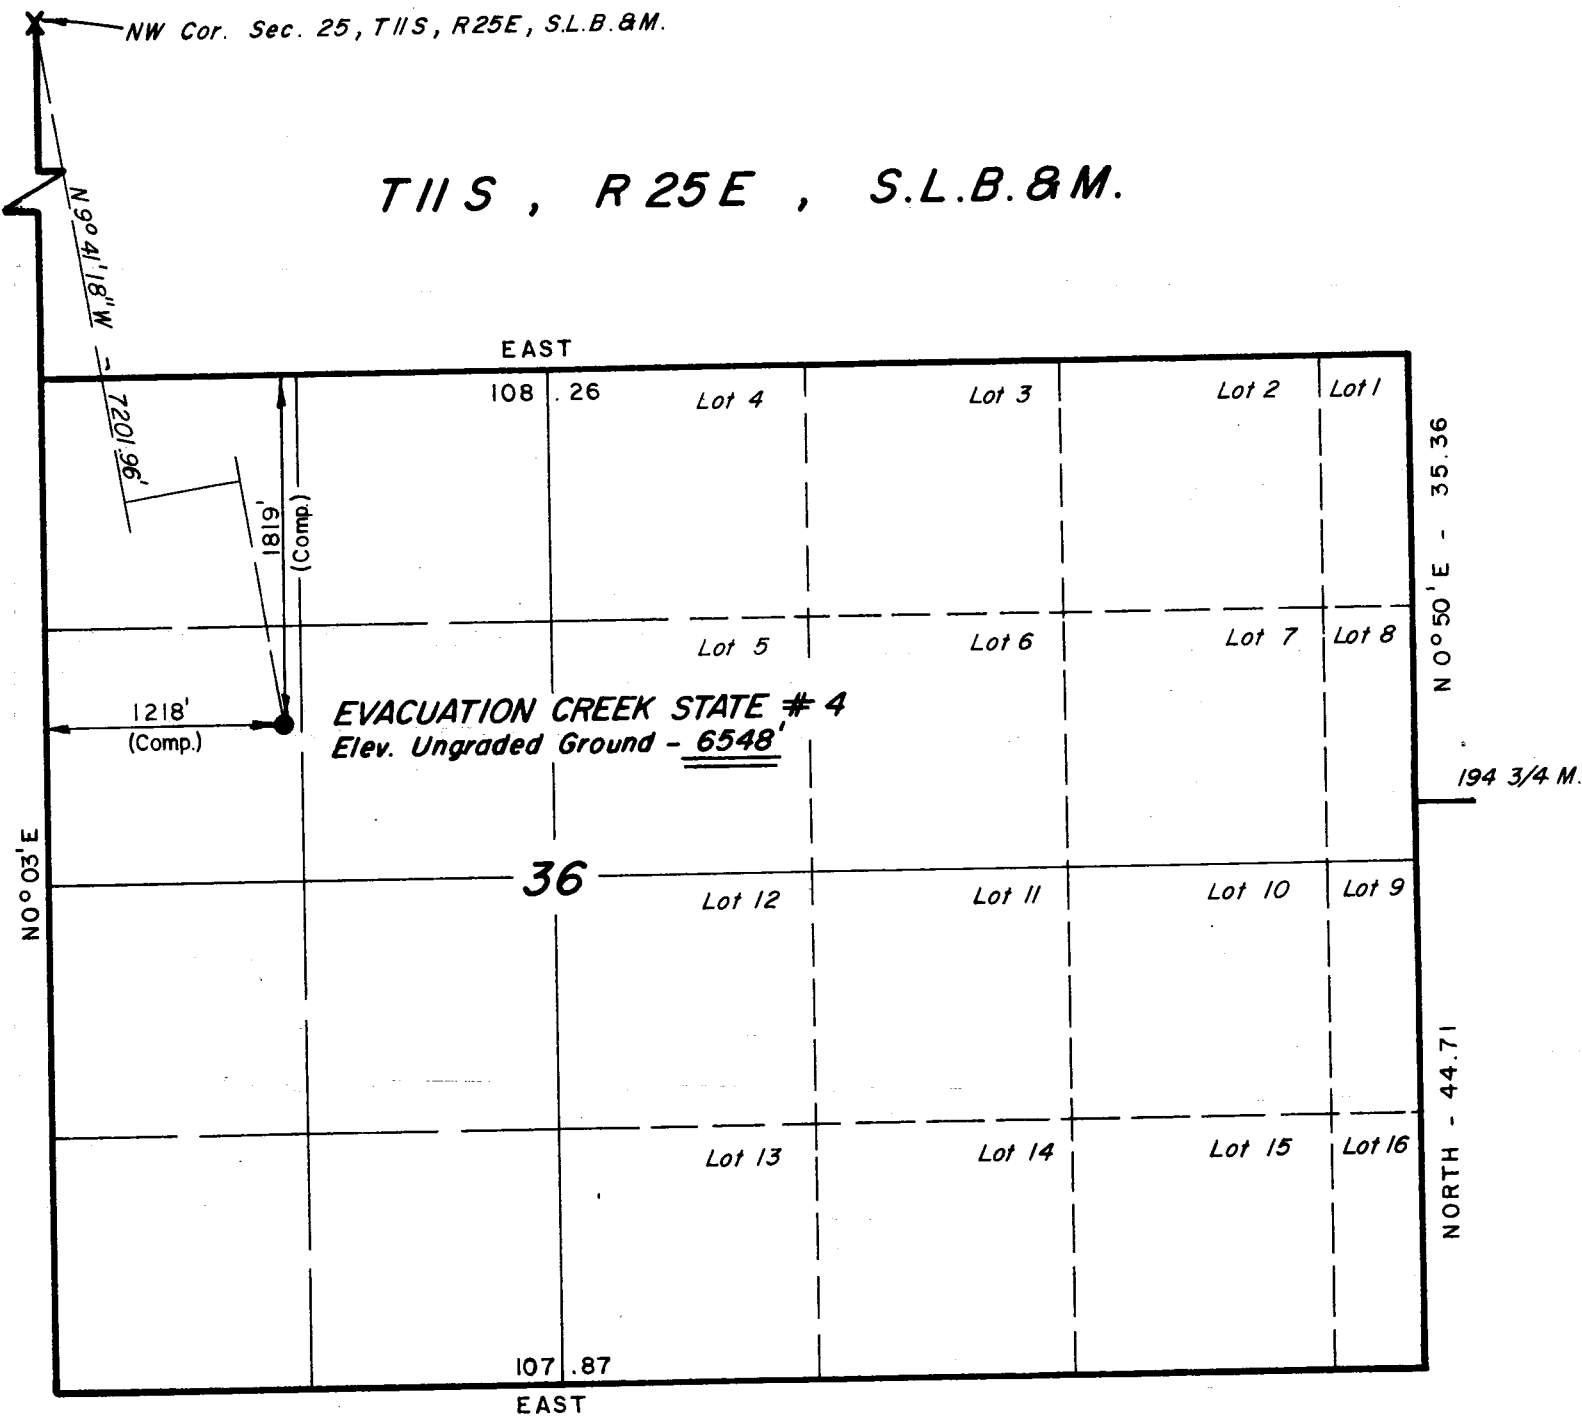 NW Cor. Sec. 25, T11S, R25E, S.L.B.&M.
T11S, R25E, S.L.B.&M.
N9°41'18"W - 7201.96'
EAST
108.26
Lot 4
Lot 3
Lot 2
Lot 1
1819'
(Comp.)
N0°50'E - 35.36
Lot 5
Lot 6
Lot 7
Lot 8
1218'
(Comp.)
EVACUATION CREEK STATE # 4
Elev. Ungraded Ground - 6548'
194 3/4 M.
N0°03'E
36
Lot 12
Lot 11
Lot 10
Lot 9
NORTH - 44.71
Lot 13
Lot 14
Lot 15
Lot 16
107.87
EAST